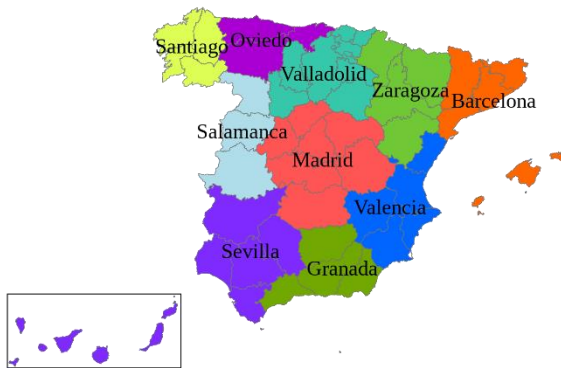 Santiago
Oviedo
Valladolid
Zaragoza
Barcelona
Salamanca
Madrid
Valencia
Sevilla
Granada